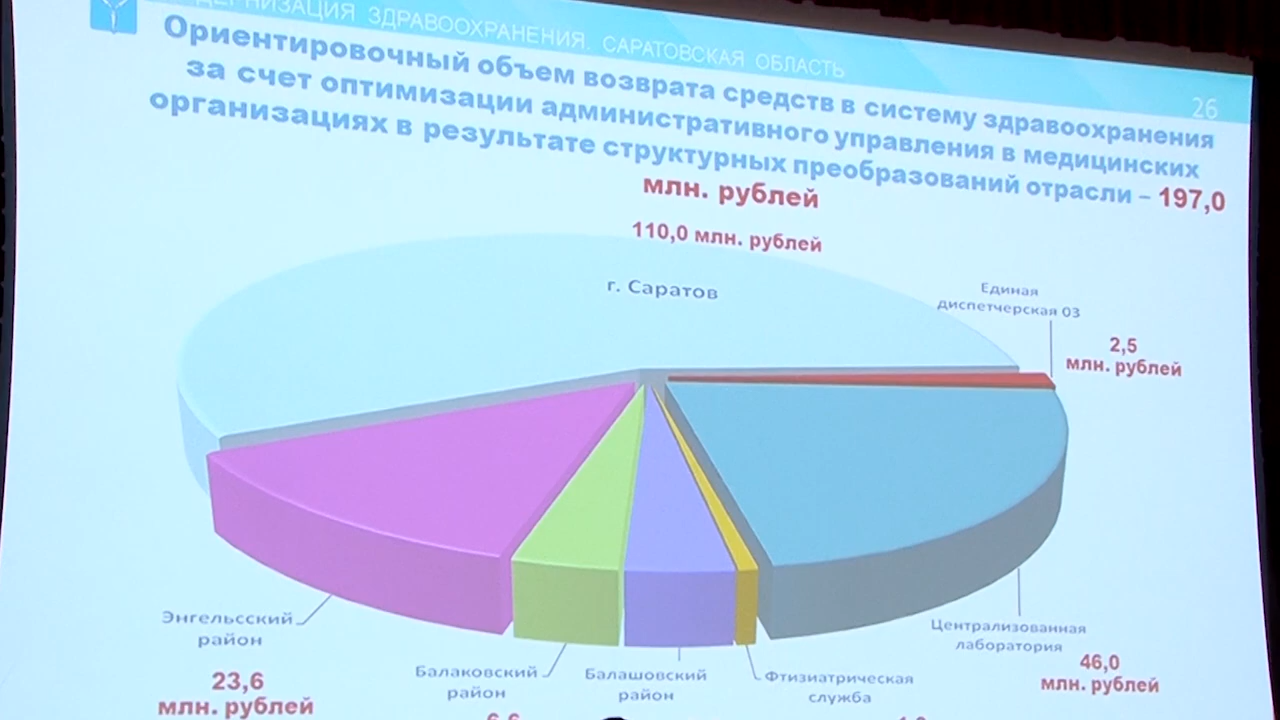 ЗДРАВООХРАНЕНИЯ. САРАТОВСКАЯ ОБЛАСТЬ
26
Ориентировочный объем возврата средств в систему здравоохранения
за счет оптимизации административного управления в медицинских
организациях в результате структурных преобразований отрасли – 197,0
млн. рублей
110,0 млн. рублей
г. Саратов
Единая
диспетчерская 03
2,5
млн. рублей
Энгельсский
район
23,6
млн. рублей
Балаковский
район
Балашовский
район
Фтизиатрическая
служба
Централизованная
лаборатория
46,0
млн. рублей